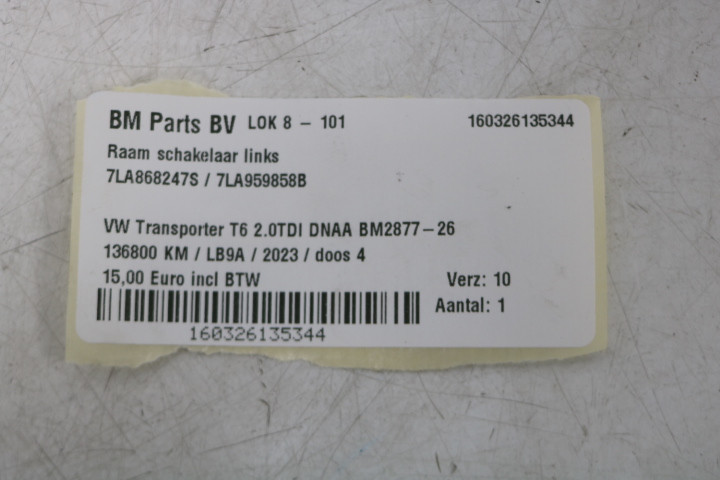 BM Parts BV LOK 8 - 101 160326135344
Raam schakelaar links
7LA868247S / 7LA959858B
VW Transporter T6 2.0TDI DNAA BM2877-26
136800 KM / LB9A / 2023 / doos 4
15,00 Euro incl BTW Verz: 10
Aantal: 1
160326135344